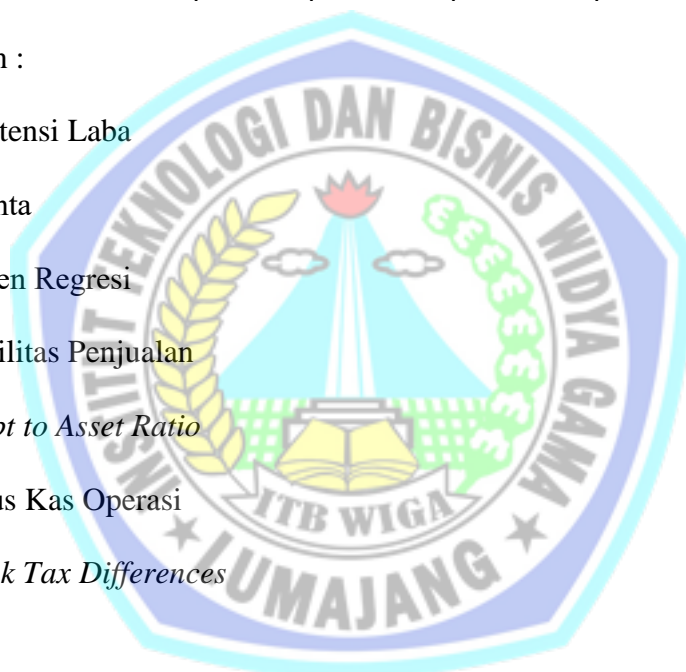 n :
tensi Laba
nta
en Regresi
ilitas Penjualan
bt to Asset Ratio
us Kas Operasi
k Tax Differences
INSTITUT TEKNOLOGI DAN BISNIS WIDYA GAMA
ITB WIGA
LUMAJANG